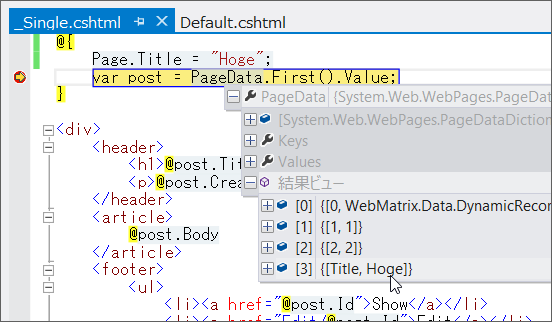 _Single.cshtml Default.cshtml
@{
Page.Title = "Hoge";
var post = PageData.First().Value;
}
PageData {System.Web.WebPages.PageDat
[System.Web.WebPages.PageDataDiction
<div>
Keys
<header>
Values
<h1>@post.Tit
結果ビュー
<p>@post.Crea
[0] {[0, WebMatrix.Data.DynamicRecor
</header>
[1] {[1, 1]}
<article>
[2] {[2, 2]}
@post.Body
[3] {[Title, Hoge]}
</article>
<footer>
<ul>
<li><a href="@post.Id">Show</a></li>
<li><a href="Edit/@post.Id">Edit</a></li>